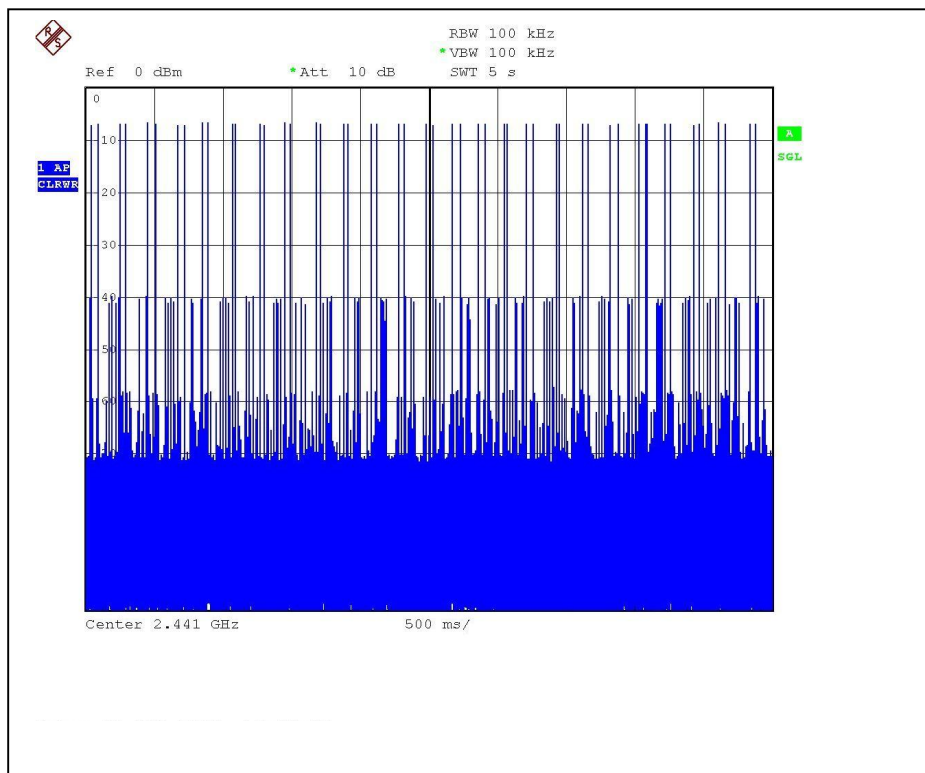 R
S
RBW 100 kHz
*VBW 100 kHz
Ref 0 dBm *Att 10 dB SWT 5 s
0
A
-10
SGL
1 AP
CLRWR
-20
-30
-40
-50
-60
-70
Center 2.441 GHz 500 ms/